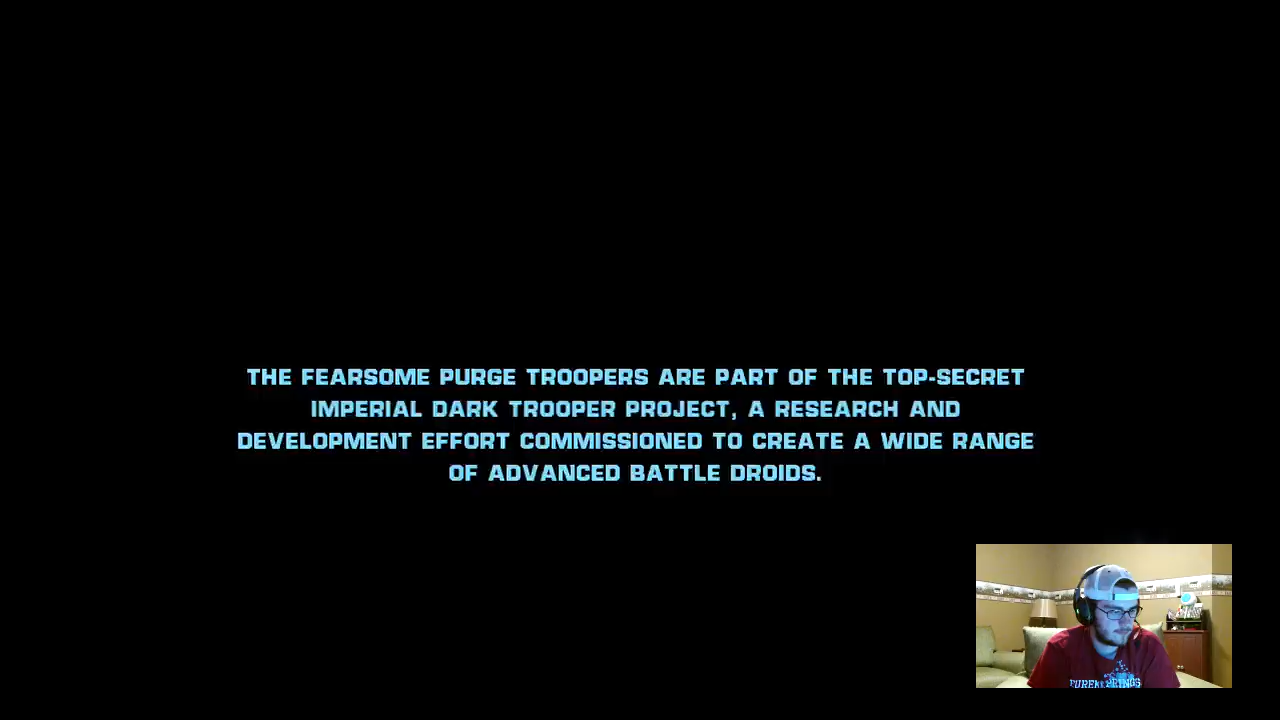 THE FEARSOME PURGE TROOPERS ARE PART OF THE TOP-SECRET
IMPERIAL DARK TROOPER PROJECT, A RESEARCH AND
DEVELOPMENT EFFORT COMMISSIONED TO CREATE A WIDE RANGE
OF ADVANCED BATTLE DROIDS.